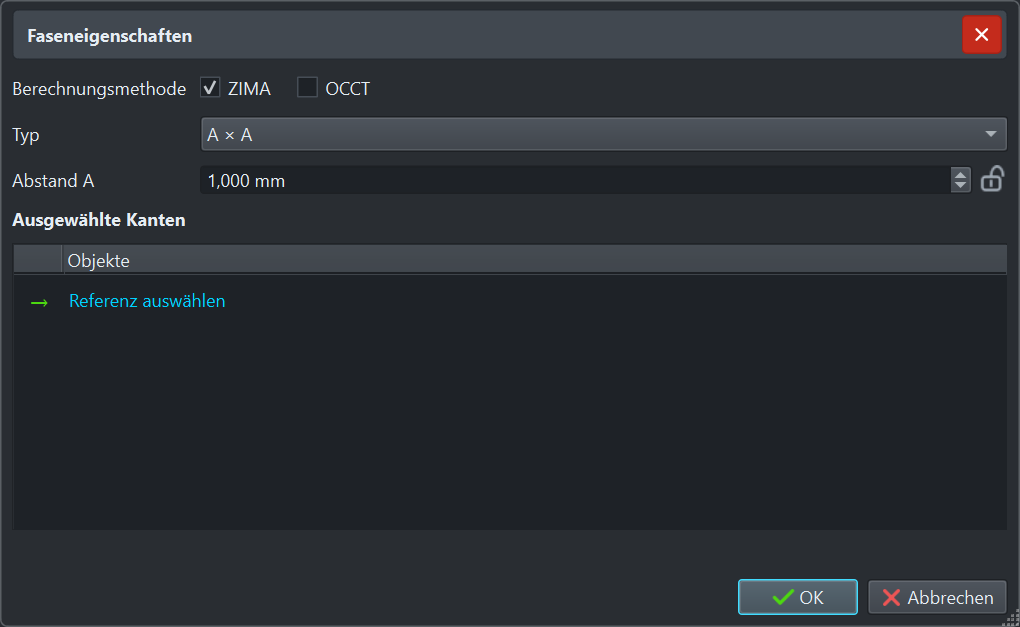 Faseneigenschaften
Berechnungsmethode ZIMA OCCT
Typ A × A
Abstand A 1,000 mm
Ausgewählte Kanten
Objekte
→ Referenz auswählen
OK Abbrechen